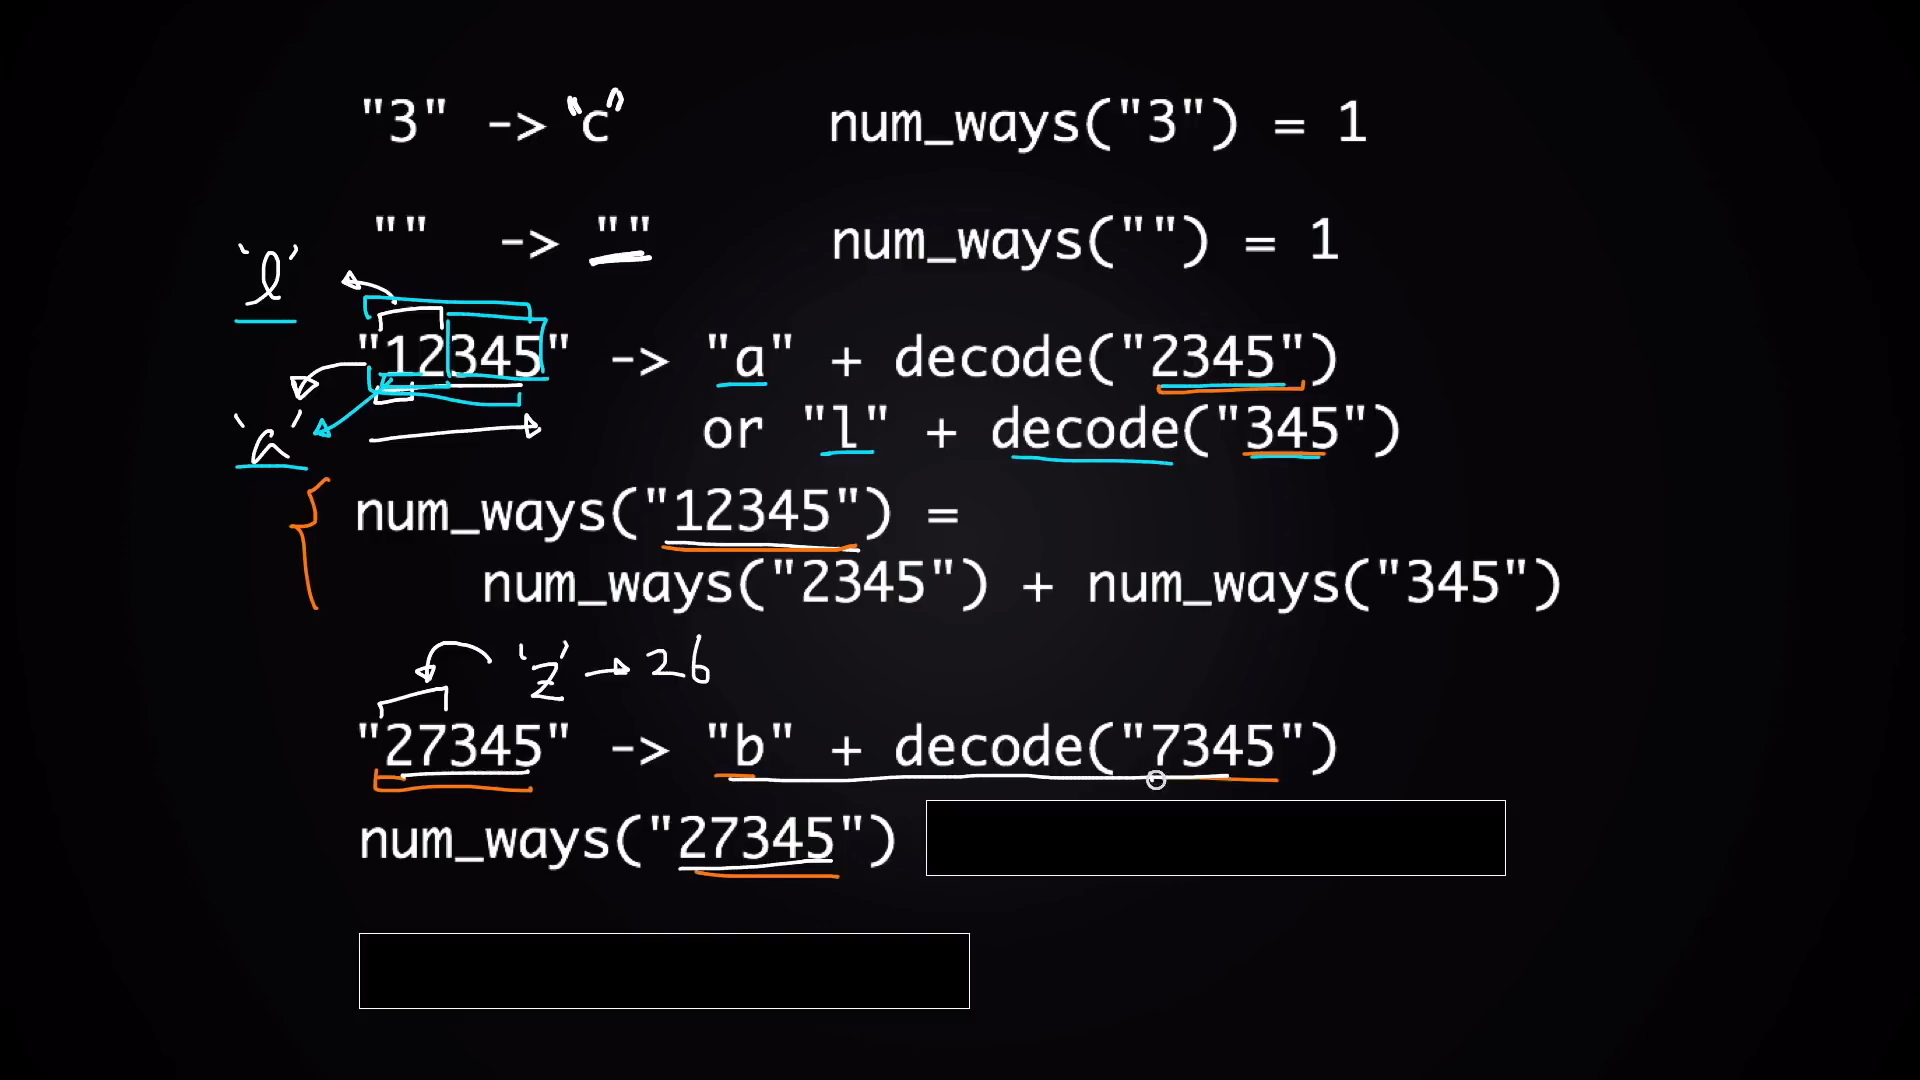 "3" -> "c" num_ways("3") = 1
"" -> "" num_ways("") = 1
'l'
"12345" -> "a" + decode("2345")
'a' or "l" + decode("345")
num_ways("12345") =
num_ways("2345") + num_ways("345")
'z' → 26
"27345" -> "b" + decode("7345")
num_ways("27345")